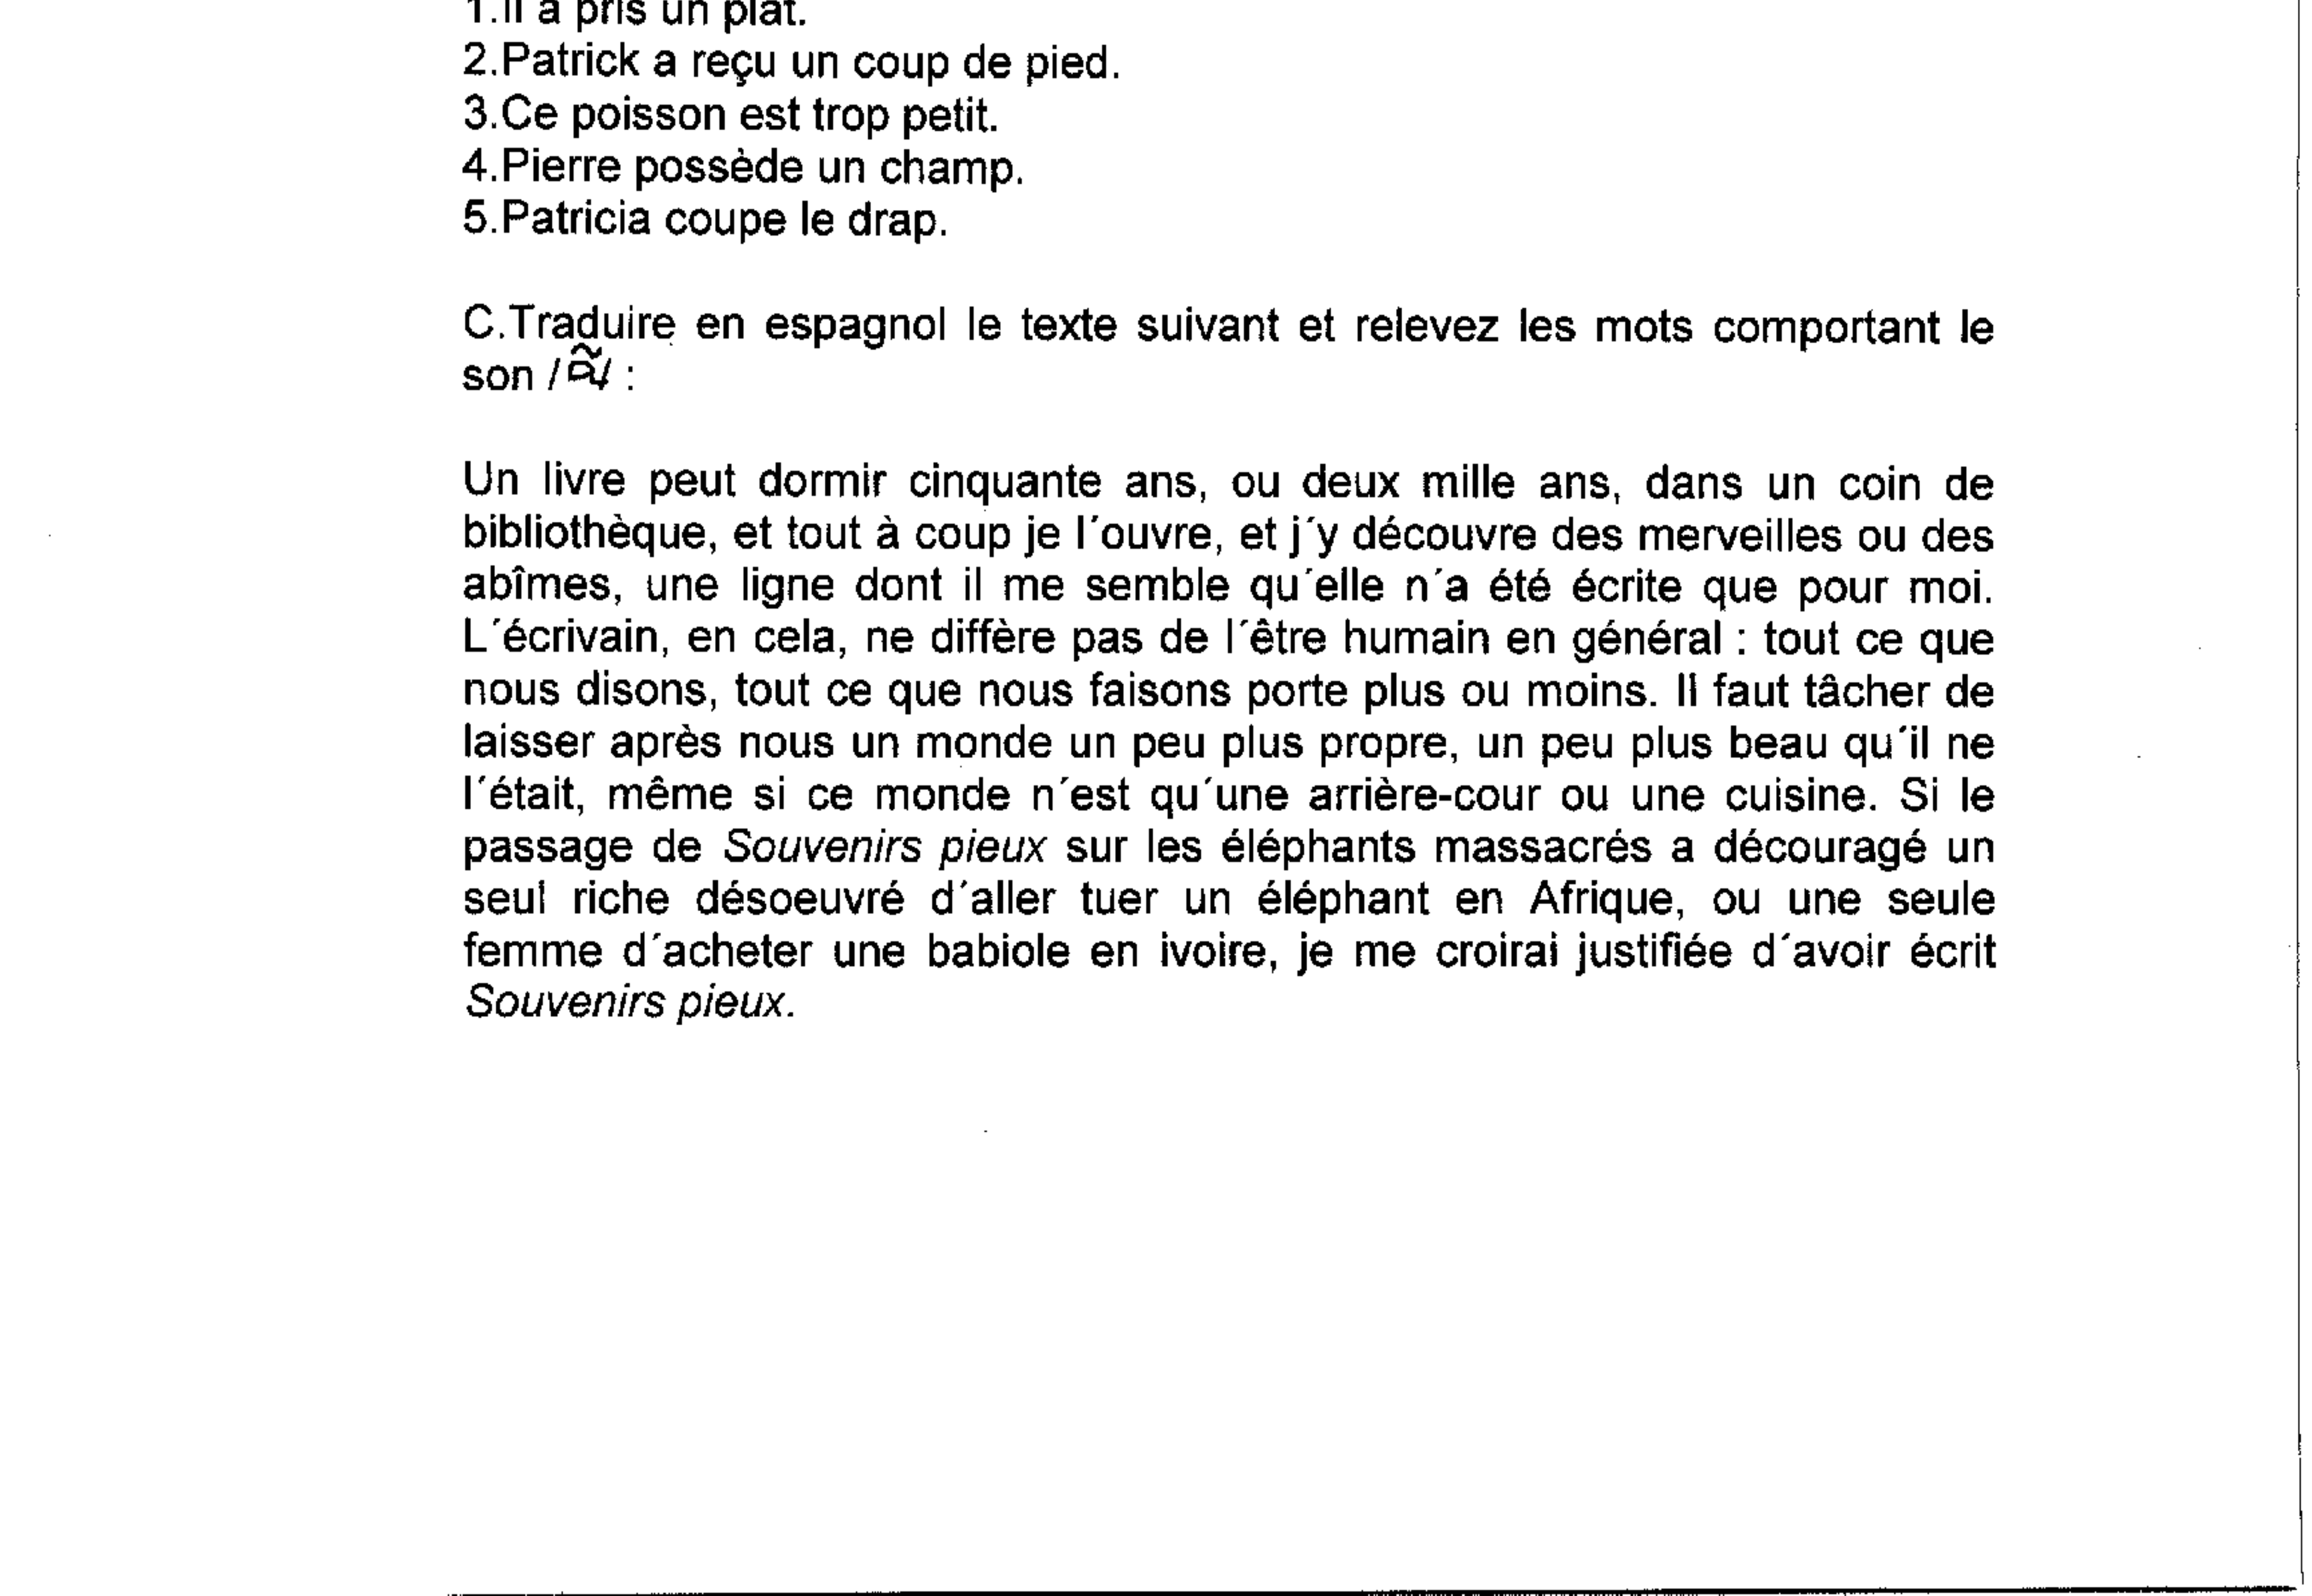 1.Il a pris un plat.
2.Patrick a reçu un coup de pied.
3.Ce poisson est trop petit.
4.Pierre possède un champ.
5.Patricia coupe le drap.
C.Traduire en espagnol le texte suivant et relevez les mots comportant le
son / / :
Un livre peut dormir cinquante ans, ou deux mille ans, dans un coin de
bibliothèque, et tout à coup je l´ouvre, et j´y découvre des merveilles ou des
abîmes, une ligne dont il me semble qu´elle n´a été écrite que pour moi.
L´écrivain, en cela, ne diffère pas de l´être humain en général : tout ce que
nous disons, tout ce que nous faisons porte plus ou moins. Il faut tâcher de
laisser après nous un monde un peu plus propre, un peu plus beau qu´il ne
l´était, même si ce monde n´est qu´une arrière-cour ou une cuisine. Si le
passage de Souvenirs pieux sur les éléphants massacrés a découragé un
seul riche désoeuvré d´aller tuer un éléphant en Afrique, ou une seule
femme d´acheter une babiole en ivoire, je me croirai justifiée d´avoir écrit
Souvenirs pieux.